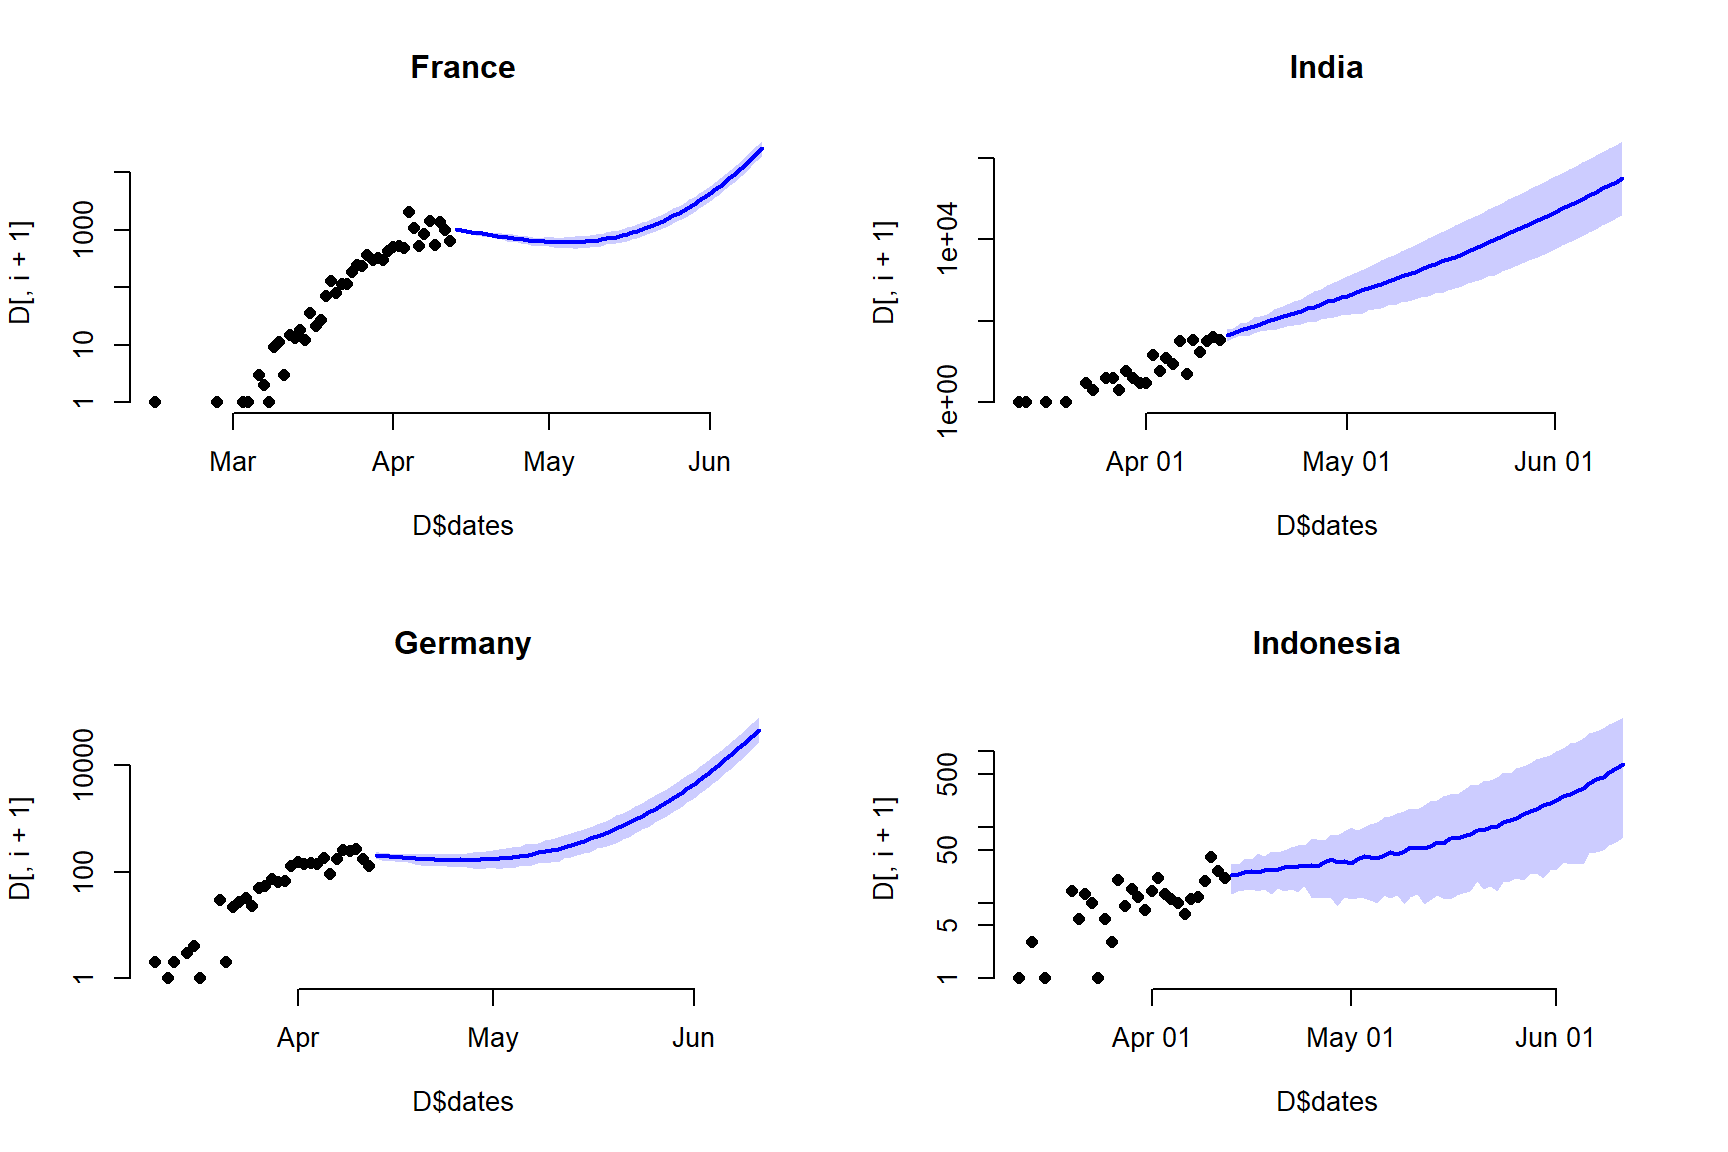 France
D[, i + 1]
1000
10
1
Mar Apr May Jun
D$dates
India
D[, i + 1]
1e+04
1e+00
Apr 01 May 01 Jun 01
D$dates
Germany
D[, i + 1]
10000
100
1
Apr May Jun
D$dates
Indonesia
D[, i + 1]
500
50
5
1
Apr 01 May 01 Jun 01
D$dates